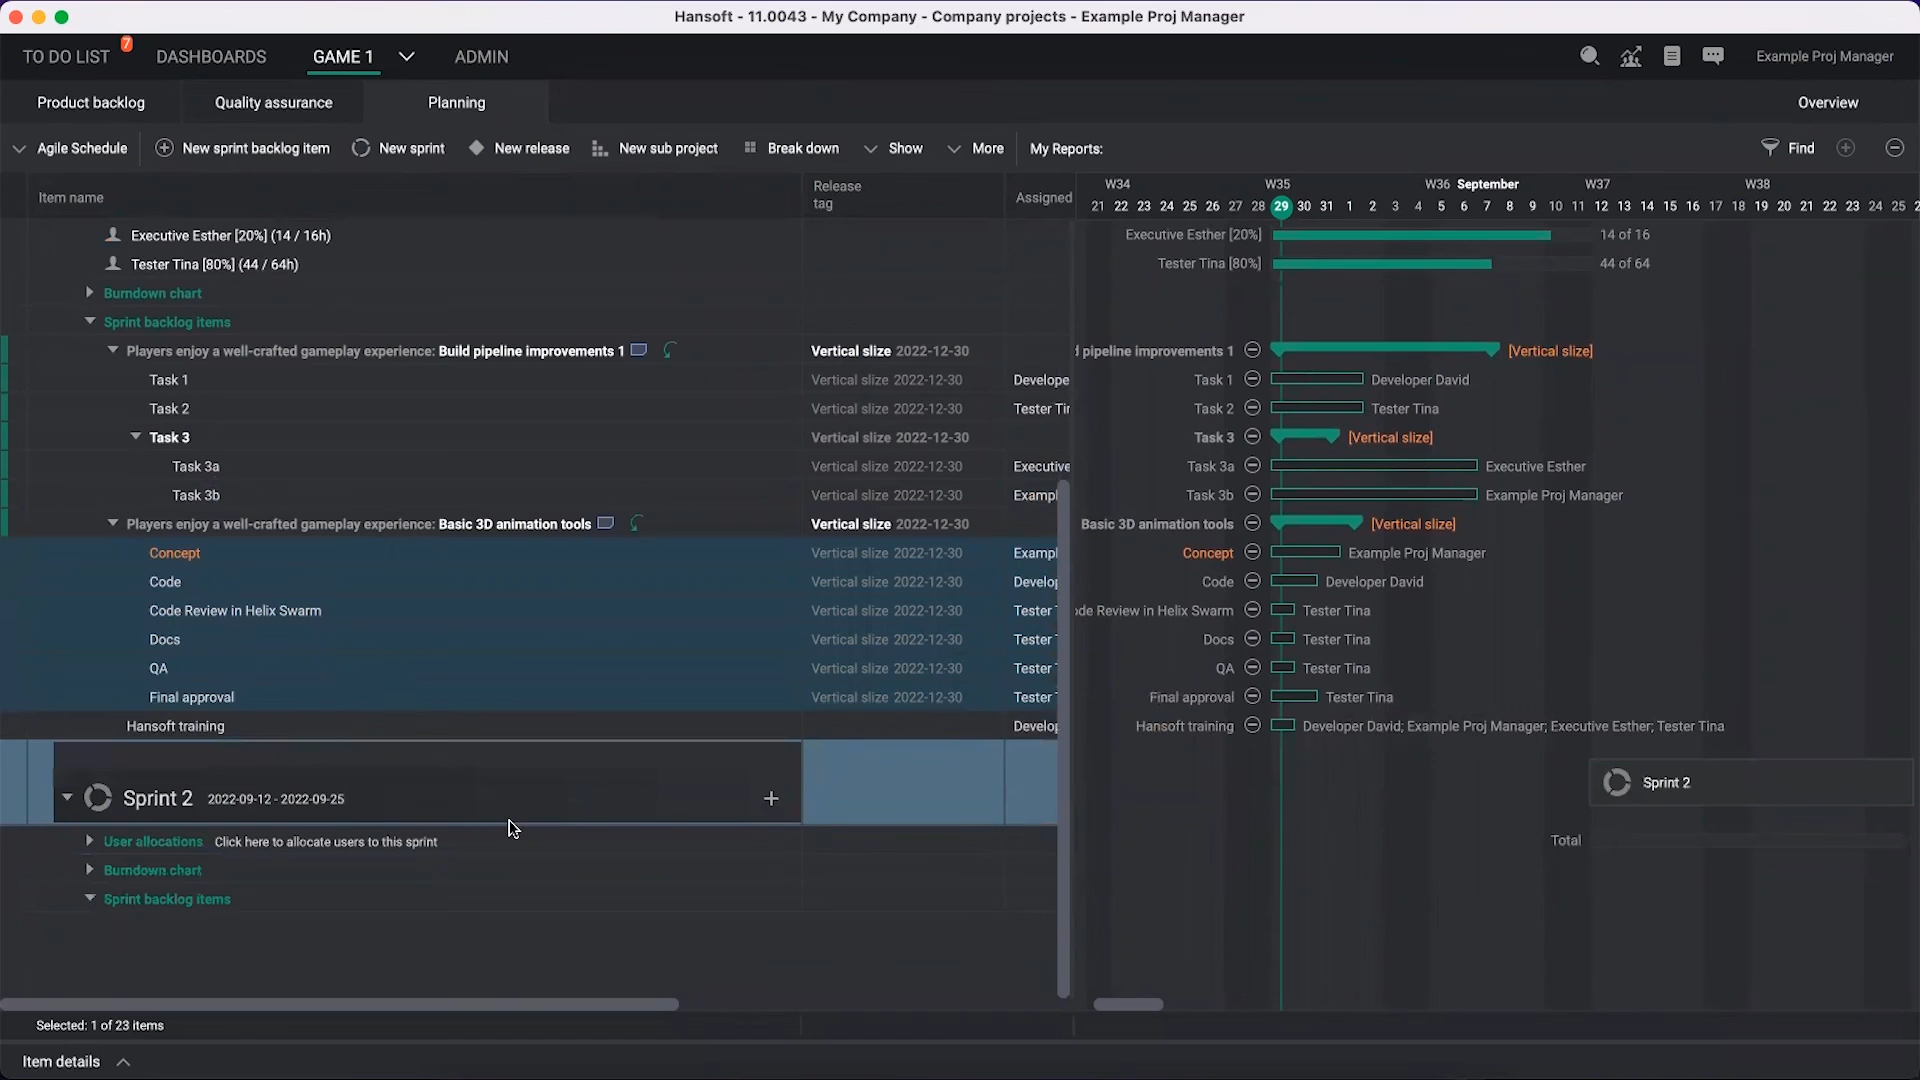 Hansoft - 11.0043 - My Company - Company projects - Example Proj Manager
TO DO LIST 7 DASHBOARDS GAME 1 ADMIN Example Proj Manager
Product backlog Quality assurance Planning Overview
Agile Schedule New sprint backlog item New sprint New release New sub project Break down Show More My Reports: Find
Item name Release tag Assigned
W34 W35 W36 September W37 W38
21 22 23 24 25 26 27 28 29 30 31 1 2 3 4 5 6 7 8 9 10 11 12 13 14 15 16 17 18 19 20 21 22 23 24 25 2
Executive Esther [20%] (14 / 16h) Executive Esther [20%] 14 of 16
Tester Tina [80%] (44 / 64h) Tester Tina [80%] 44 of 64
Burndown chart
Sprint backlog items
Players enjoy a well-crafted gameplay experience: Build pipeline improvements 1 Vertical slize 2022-12-30 pipeline improvements 1 [Vertical slize]
Task 1 Vertical slize 2022-12-30 Develope Task 1 Developer David
Task 2 Vertical slize 2022-12-30 Tester Tir Task 2 Tester Tina
Task 3 Vertical slize 2022-12-30 Task 3 [Vertical slize]
Task 3a Vertical slize 2022-12-30 Executive Task 3a Executive Esther
Task 3b Vertical slize 2022-12-30 Exampl Task 3b Example Proj Manager
Players enjoy a well-crafted gameplay experience: Basic 3D animation tools Vertical slize 2022-12-30 Basic 3D animation tools [Vertical slize]
Concept Vertical slize 2022-12-30 Exampl Concept Example Proj Manager
Code Vertical slize 2022-12-30 Develop Code Developer David
Code Review in Helix Swarm Vertical slize 2022-12-30 Tester de Review in Helix Swarm Tester Tina
Docs Vertical slize 2022-12-30 Tester Docs Tester Tina
QA Vertical slize 2022-12-30 Tester QA Tester Tina
Final approval Vertical slize 2022-12-30 Tester Final approval Tester Tina
Hansoft training Develop Hansoft training Developer David; Example Proj Manager; Executive Esther; Tester Tina
Sprint 2 2022-09-12 - 2022-09-25 + Sprint 2
User allocations Click here to allocate users to this sprint Total
Burndown chart
Sprint backlog items
Selected: 1 of 23 items
Item details